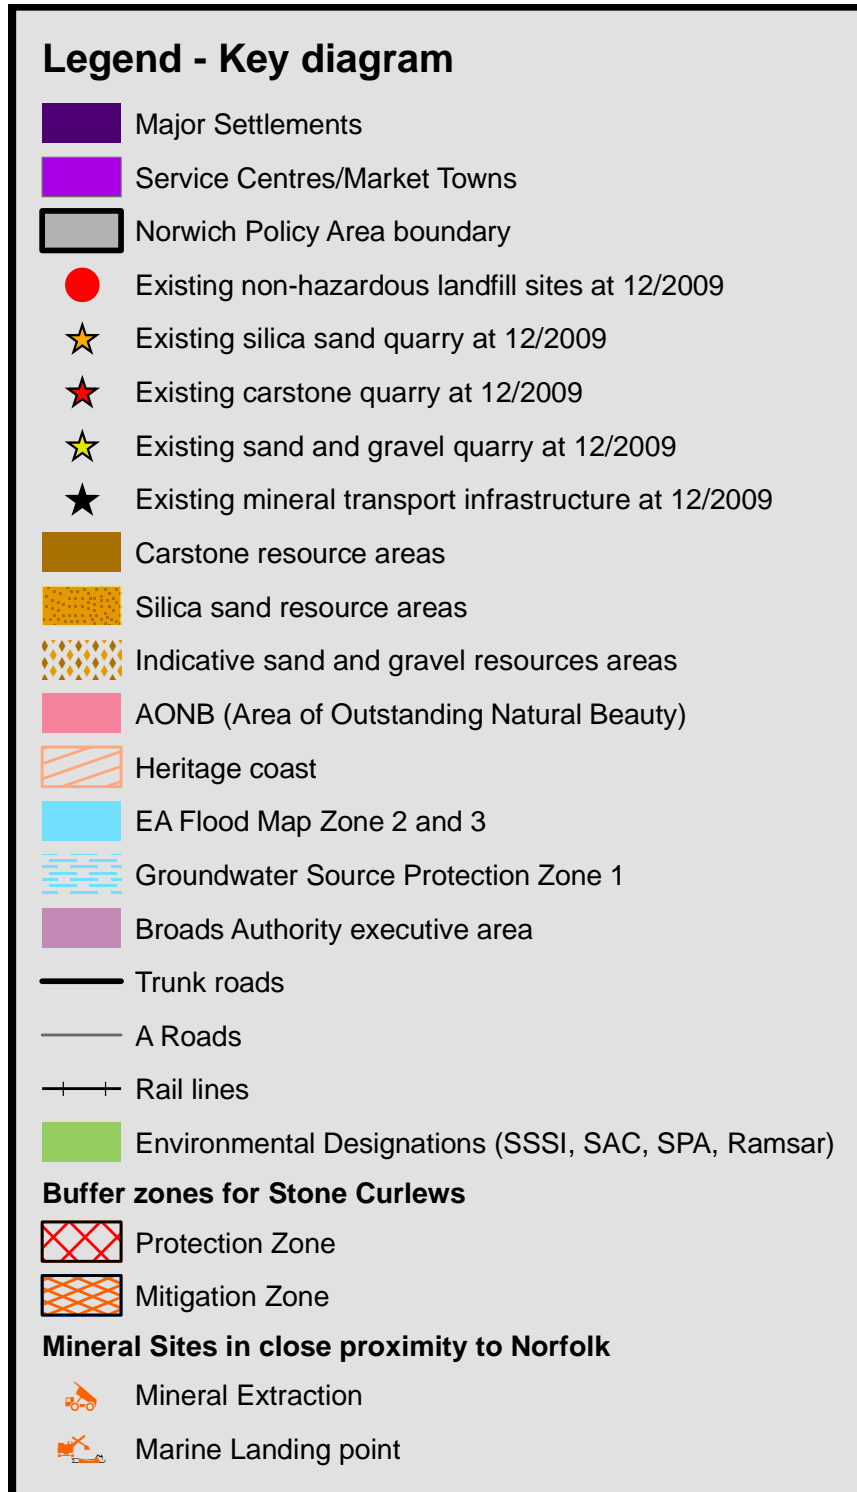 Legend - Key diagram
Major Settlements
Service Centres/Market Towns
Norwich Policy Area boundary
Existing non-hazardous landfill sites at 12/2009
Existing silica sand quarry at 12/2009
Existing carstone quarry at 12/2009
Existing sand and gravel quarry at 12/2009
Existing mineral transport infrastructure at 12/2009
Carstone resource areas
Silica sand resource areas
Indicative sand and gravel resources areas
AONB (Area of Outstanding Natural Beauty)
Heritage coast
EA Flood Map Zone 2 and 3
Groundwater Source Protection Zone 1
Broads Authority executive area
Trunk roads
A Roads
Rail lines
Environmental Designations (SSSI, SAC, SPA, Ramsar)
Buffer zones for Stone Curlews
Protection Zone
Mitigation Zone
Mineral Sites in close proximity to Norfolk
Mineral Extraction
Marine Landing point